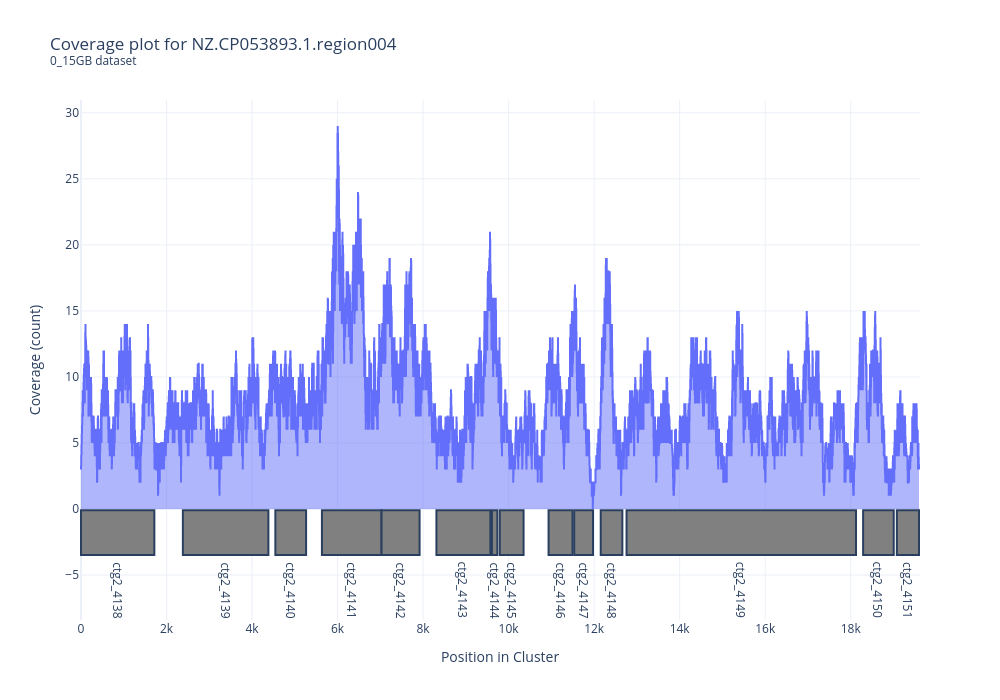 Coverage plot for NZ.CP053893.1.region004
0_15GB dataset
30
25
20
15
10
5
0
−5
Coverage (count)
ctg2_4138
ctg2_4139
ctg2_4140
ctg2_4141
ctg2_4142
ctg2_4143
ctg2_4144
ctg2_4145
ctg2_4146
ctg2_4147
ctg2_4148
ctg2_4149
ctg2_4150
ctg2_4151
0
2k
4k
6k
8k
10k
12k
14k
16k
18k
Position in Cluster